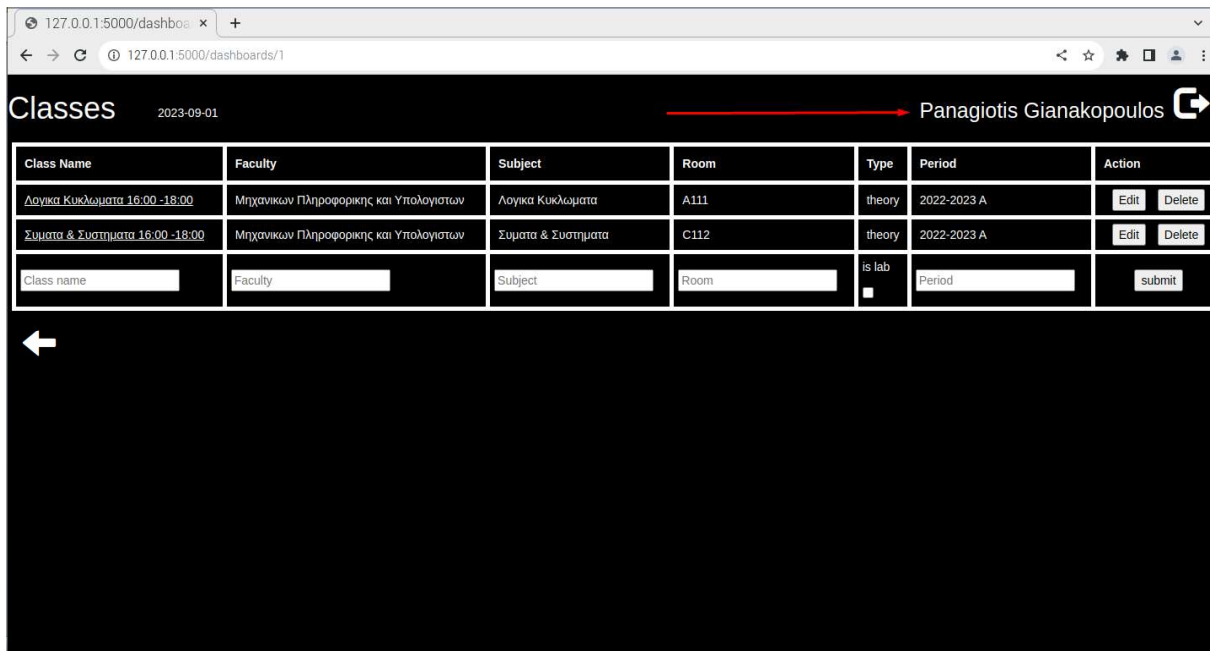 127.0.0.1:5000/dashboa
127.0.0.1:5000/dashboards/1
Classes 2023-09-01 Panagiotis Gianakopoulos
Class Name Faculty Subject Room Type Period Action
Λογικα Κυκλωματα 16:00 -18:00 Μηχανικων Πληροφορικης και Υπολογιστων Λογικα Κυκλωματα A111 theory 2022-2023 A Edit Delete
Συματα & Συστηματα 16:00 -18:00 Μηχανικων Πληροφορικης και Υπολογιστων Συματα & Συστηματα C112 theory 2022-2023 A Edit Delete
is lab
Class name Faculty Subject Room Period submit